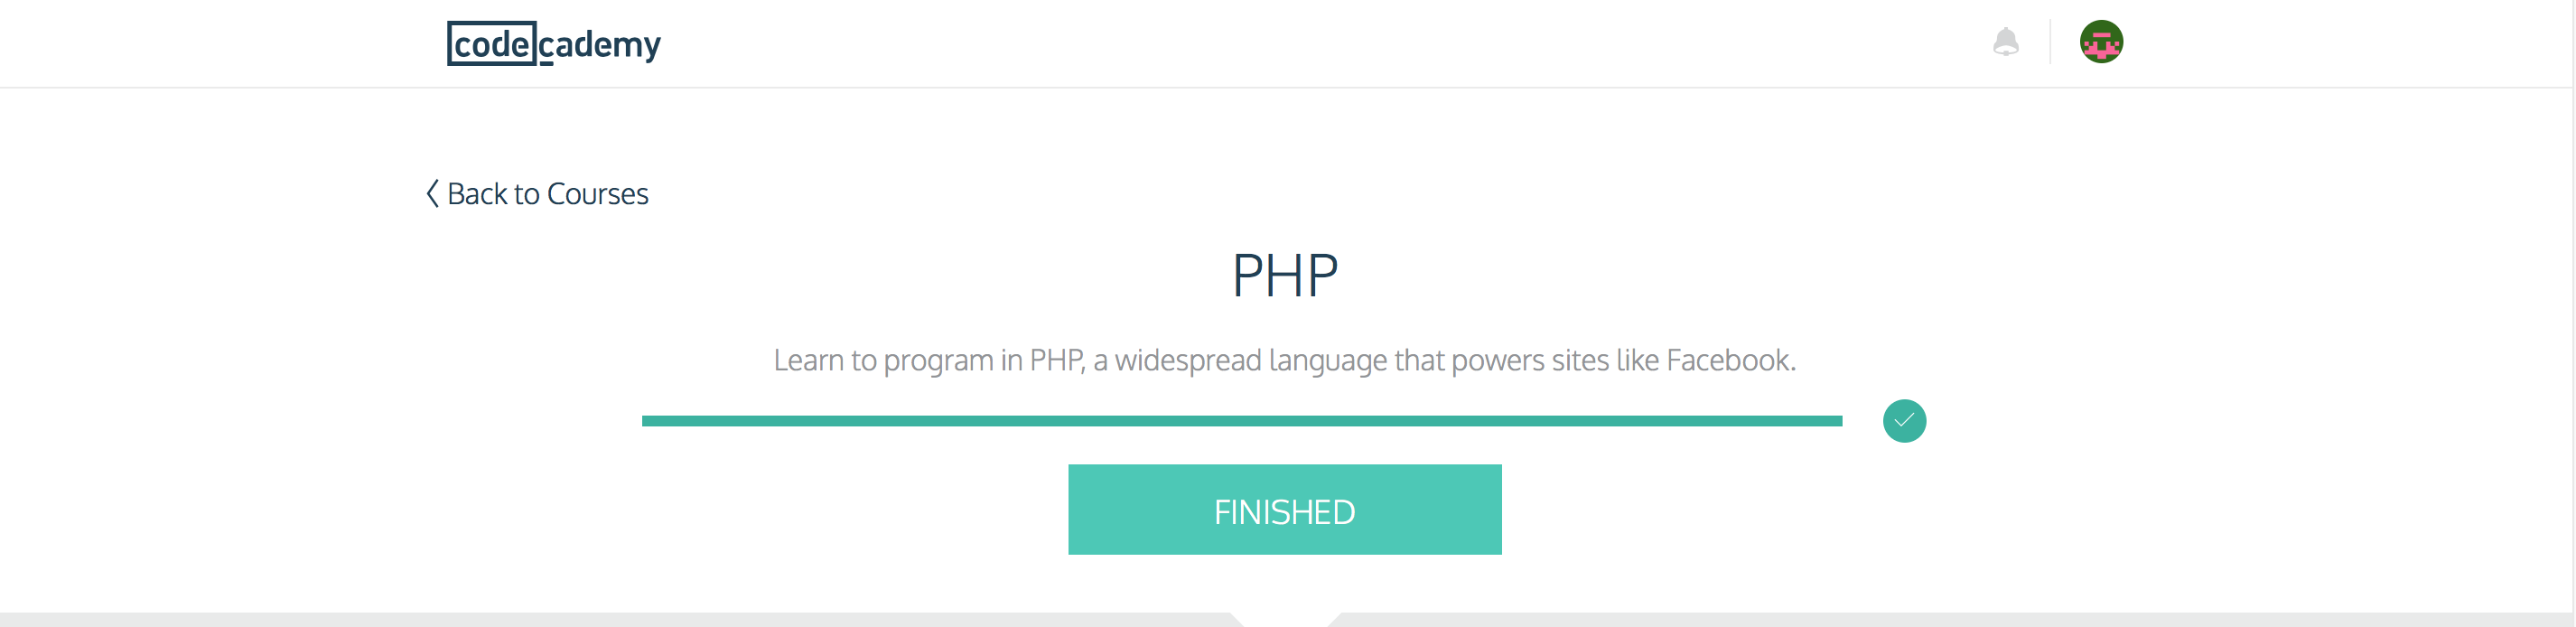 codecademy
Back to Courses
PHP
Learn to program in PHP, a widespread language that powers sites like Facebook.
FINISHED